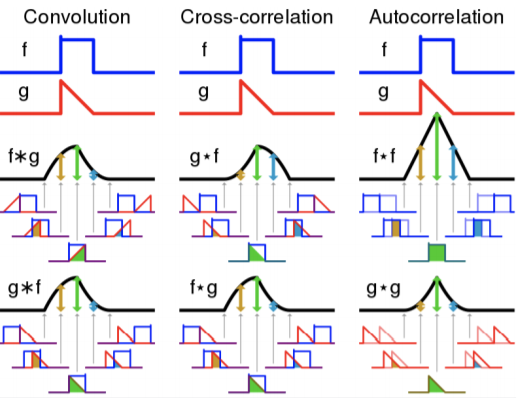 Convolution Cross-correlation Autocorrelation
f f f
g g g
f∗g g⋆f f⋆f
g∗f f⋆g g⋆g